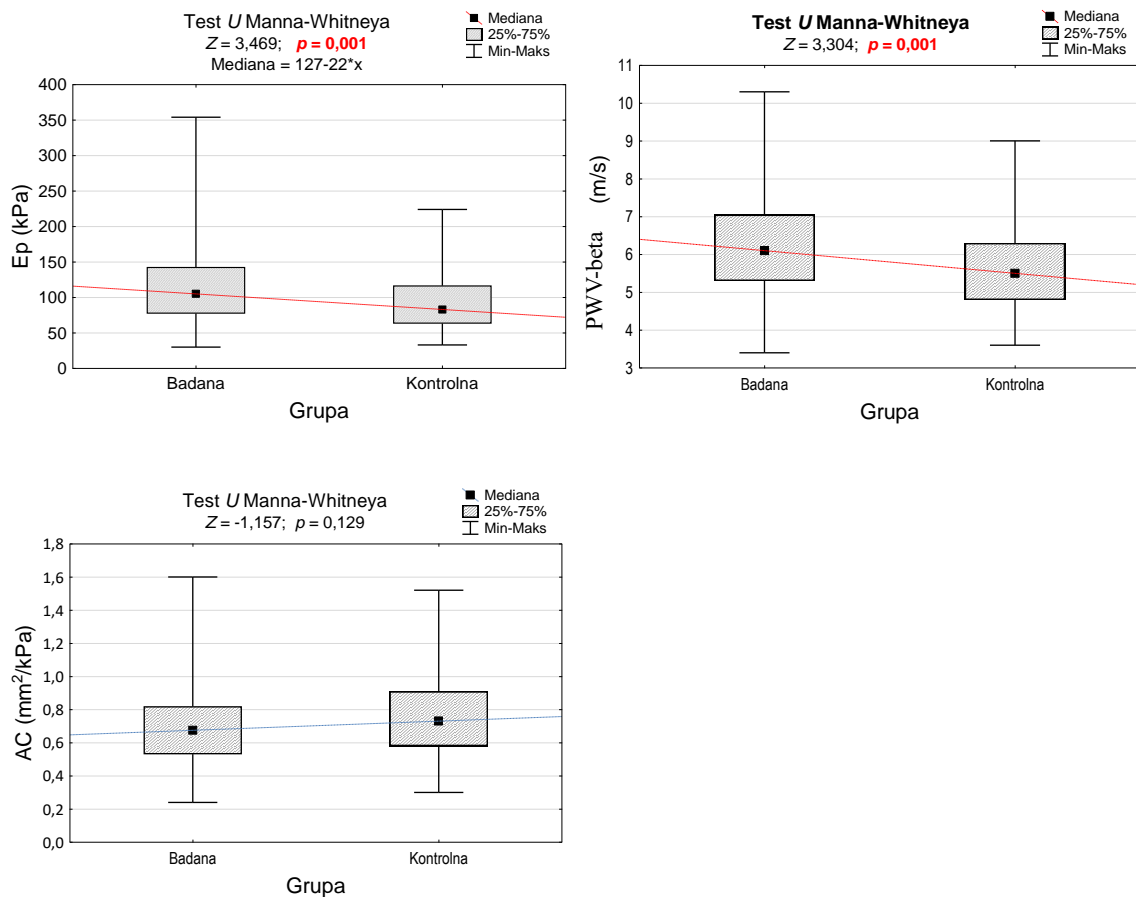 Test U Manna-Whitneya
Z = 3,469; p = 0,001
Mediana = 127-22*x
Mediana
25%-75%
Min-Maks
400
350
300
250
200
150
100
50
0
Ep (kPa)
Badana Kontrolna
Grupa
Test U Manna-Whitneya
Z = 3,304; p = 0,001
Mediana
25%-75%
Min-Maks
11
10
9
8
7
6
5
4
3
PWV-beta (m/s)
Badana Kontrolna
Grupa
Test U Manna-Whitneya
Z = -1,157; p = 0,129
Mediana
25%-75%
Min-Maks
1,8
1,6
1,4
1,2
1,0
0,8
0,6
0,4
0,2
0,0
AC (mm²/kPa)
Badana Kontrolna
Grupa